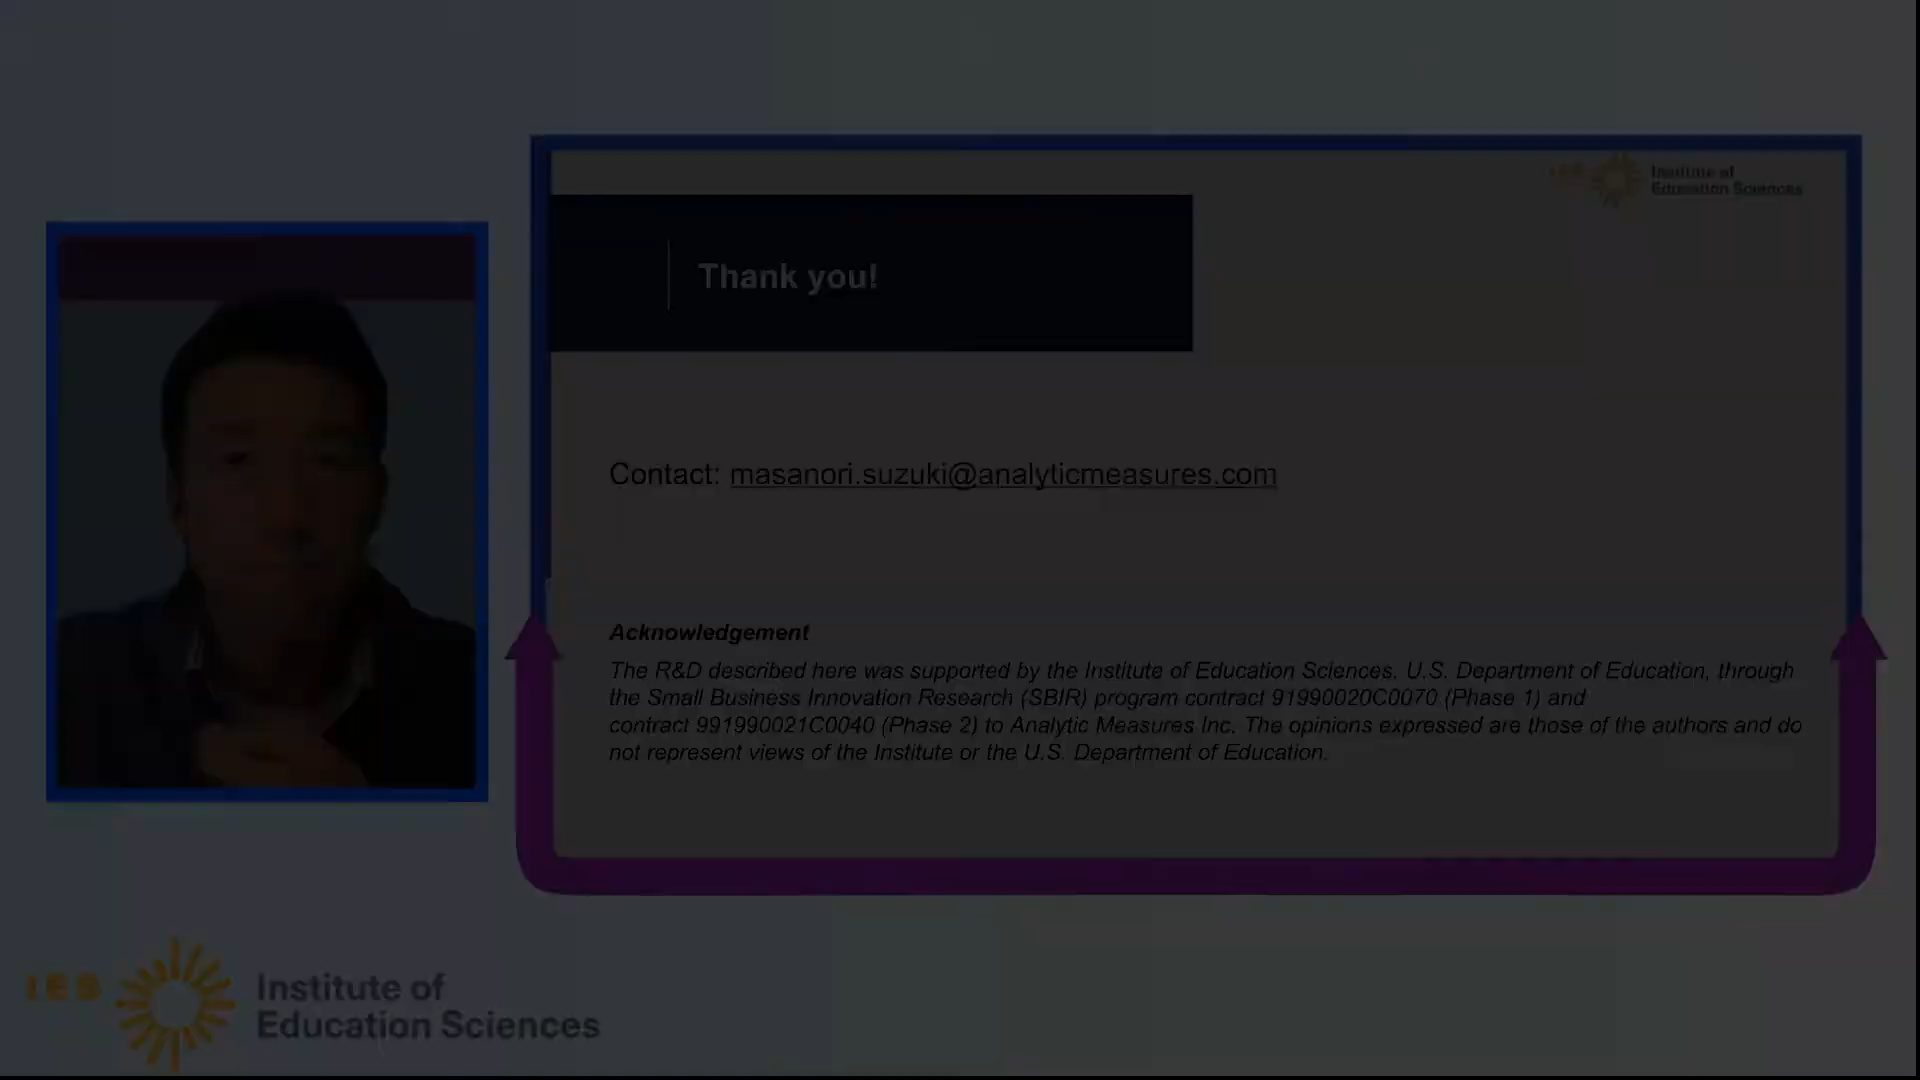 Institute of
Education Sciences
Thank you!
Contact: masanori.suzuki@analyticmeasures.com
Acknowledgement
The R&D described here was supported by the Institute of Education Sciences, U.S. Department of Education, through
the Small Business Innovation Research (SBIR) program contract 91990020C0070 (Phase 1) and
contract 991990021C0040 (Phase 2) to Analytic Measures Inc. The opinions expressed are those of the authors and do
not represent views of the Institute or the U.S. Department of Education.
IES
Institute of
Education Sciences